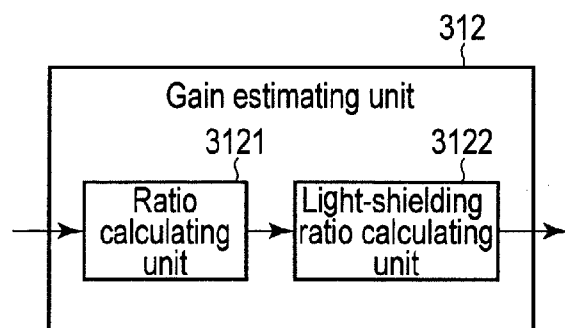 312
Gain estimating unit
3121
3122
Ratio
calculating
unit
Light-shielding
ratio calculating
unit